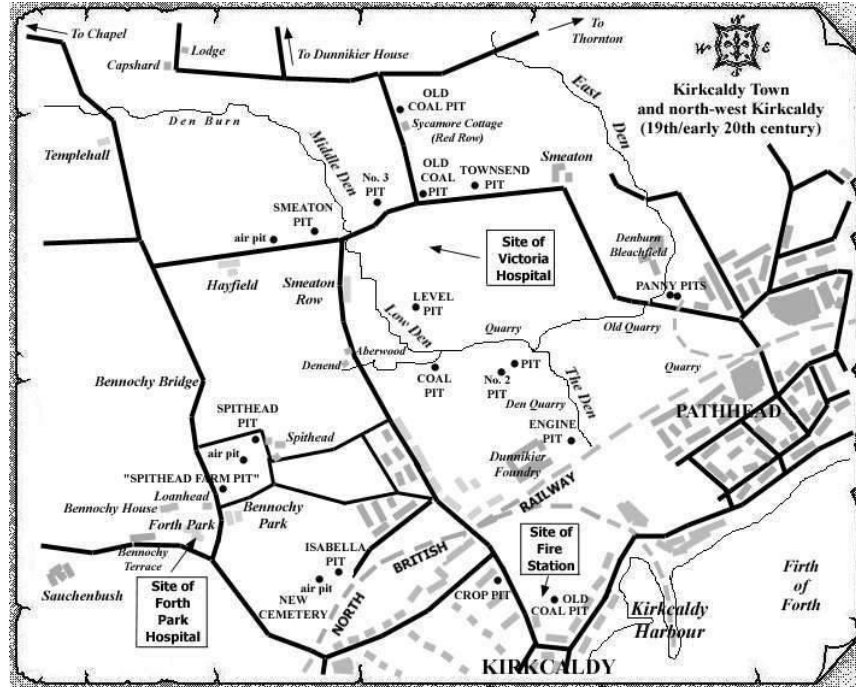 To Chapel
Lodge
Capshard
To Dunnikier House
To
Thornton
N
W
E
S
Kirkcaldy Town
and north-west Kirkcaldy
(19th/early 20th century)
OLD
COAL PIT
Sycamore Cottage
(Red Row)
East
Den
Den Burn
Middle Den
Templehall
No. 3
PIT
OLD
COAL
PIT
TOWNSEND
PIT
Smeaton
SMEATON
PIT
air pit
Site of
Victoria
Hospital
Denburn
Bleachfield
Hayfield
Smeaton
Row
LEVEL
PIT
PANNY PITS
Low Den
Quarry
Old Quarry
Aberwood
Denend
Quarry
COAL
PIT
PIT
No. 2
PIT
The Den
Den Quarry
Bennochy Bridge
PATHHEAD
SPITHEAD
PIT
Spithead
air pit
ENGINE
PIT
Dunnikier
Foundry
"SPITHEAD FARM PIT"
Loanhead
Bennochy House
Bennochy
Park
Forth Park
Bennochy
Terrace
NORTH
BRITISH
RAILWAY
Site of
Fire
Station
ISABELLA
PIT
air pit
NEW
CEMETERY
CROP PIT
OLD
COAL PIT
Sauchenbush
Site of
Forth
Park
Hospital
Firth
of
Forth
Kirkcaldy
Harbour
KIRKCALDY